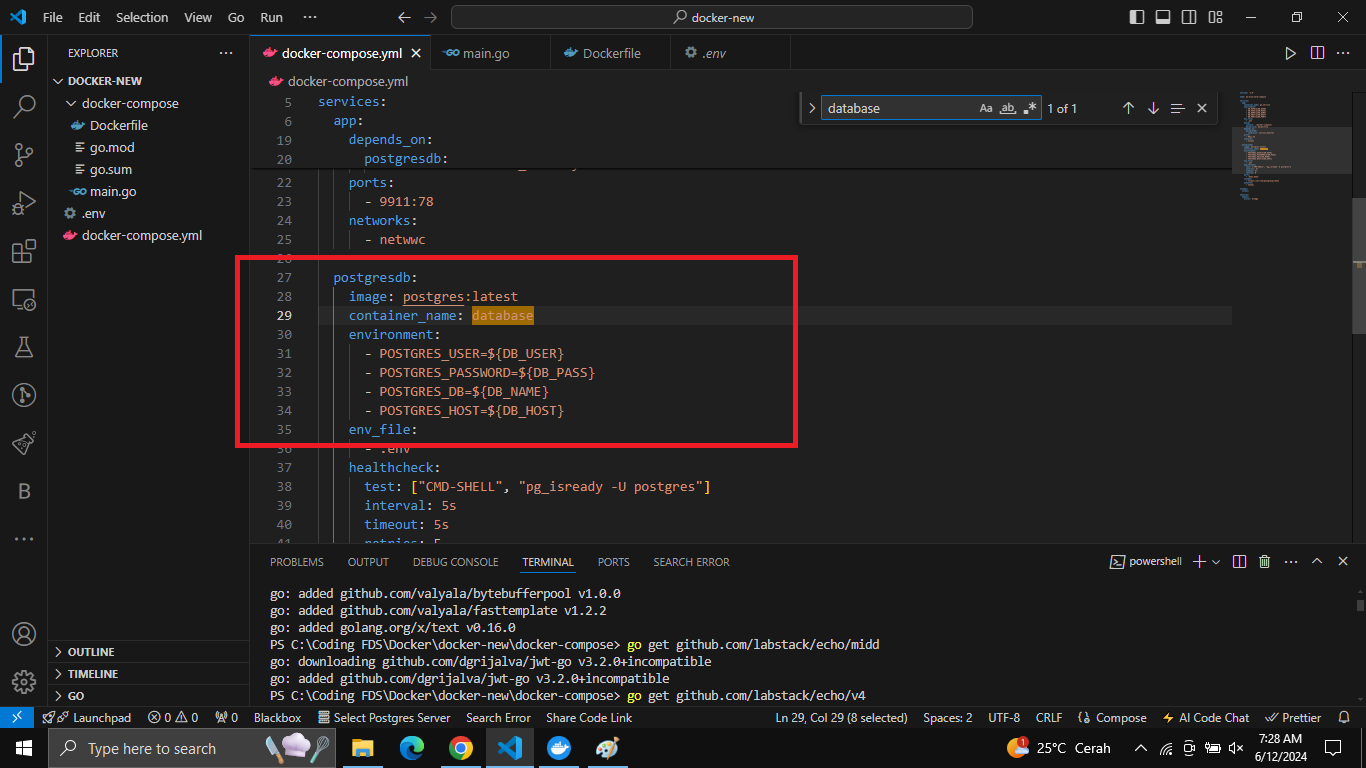 File Edit Selection View Go Run ··· docker-new
EXPLORER ···
DOCKER-NEW
docker-compose
Dockerfile
go.mod
go.sum
main.go
.env
docker-compose.yml
OUTLINE
TIMELINE
GO
docker-compose.yml main.go Dockerfile .env
docker-compose.yml
database Aa ab .* 1 of 1
5 services:
6 app:
19 depends_on:
20 postgresdb:
22 ports:
23 - 9911:78
24 networks:
25 - netwwc
26
27 postgresdb:
28 image: postgres:latest
29 container_name: database
30 environment:
31 - POSTGRES_USER=${DB_USER}
32 - POSTGRES_PASSWORD=${DB_PASS}
33 - POSTGRES_DB=${DB_NAME}
34 - POSTGRES_HOST=${DB_HOST}
35 env_file:
36 - .env
37 healthcheck:
38 test: ["CMD-SHELL", "pg_isready -U postgres"]
39 interval: 5s
40 timeout: 5s
41 retries: 5
PROBLEMS OUTPUT DEBUG CONSOLE TERMINAL PORTS SEARCH ERROR powershell
go: added github.com/valyala/bytebufferpool v1.0.0
go: added github.com/valyala/fasttemplate v1.2.2
go: added golang.org/x/text v0.16.0
PS C:\Coding FDS\Docker\docker-new\docker-compose> go get github.com/labstack/echo/midd
go: downloading github.com/dgrijalva/jwt-go v3.2.0+incompatible
go: added github.com/dgrijalva/jwt-go v3.2.0+incompatible
PS C:\Coding FDS\Docker\docker-new\docker-compose> go get github.com/labstack/echo/v4
Launchpad 0 0 0 Blackbox Select Postgres Server Search Error Share Code Link Ln 29, Col 29 (8 selected) Spaces: 2 UTF-8 CRLF Compose AI Code Chat Prettier
Type here to search 1 25°C Cerah 7:28 AM
6/12/2024